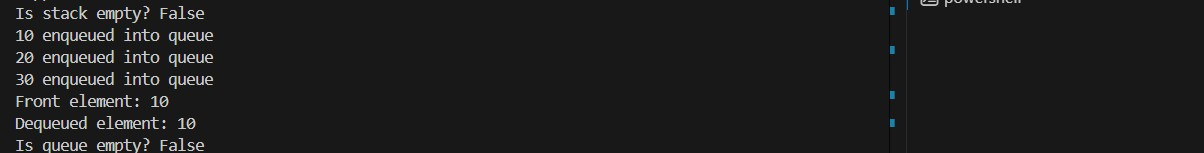 Is stack empty? False
10 enqueued into queue
20 enqueued into queue
30 enqueued into queue
Front element: 10
Dequeued element: 10
Is queue empty? False
powershell